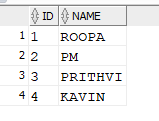 ID NAME
1 1 ROOPA
2 2 PM
3 3 PRITHVI
4 4 KAVIN